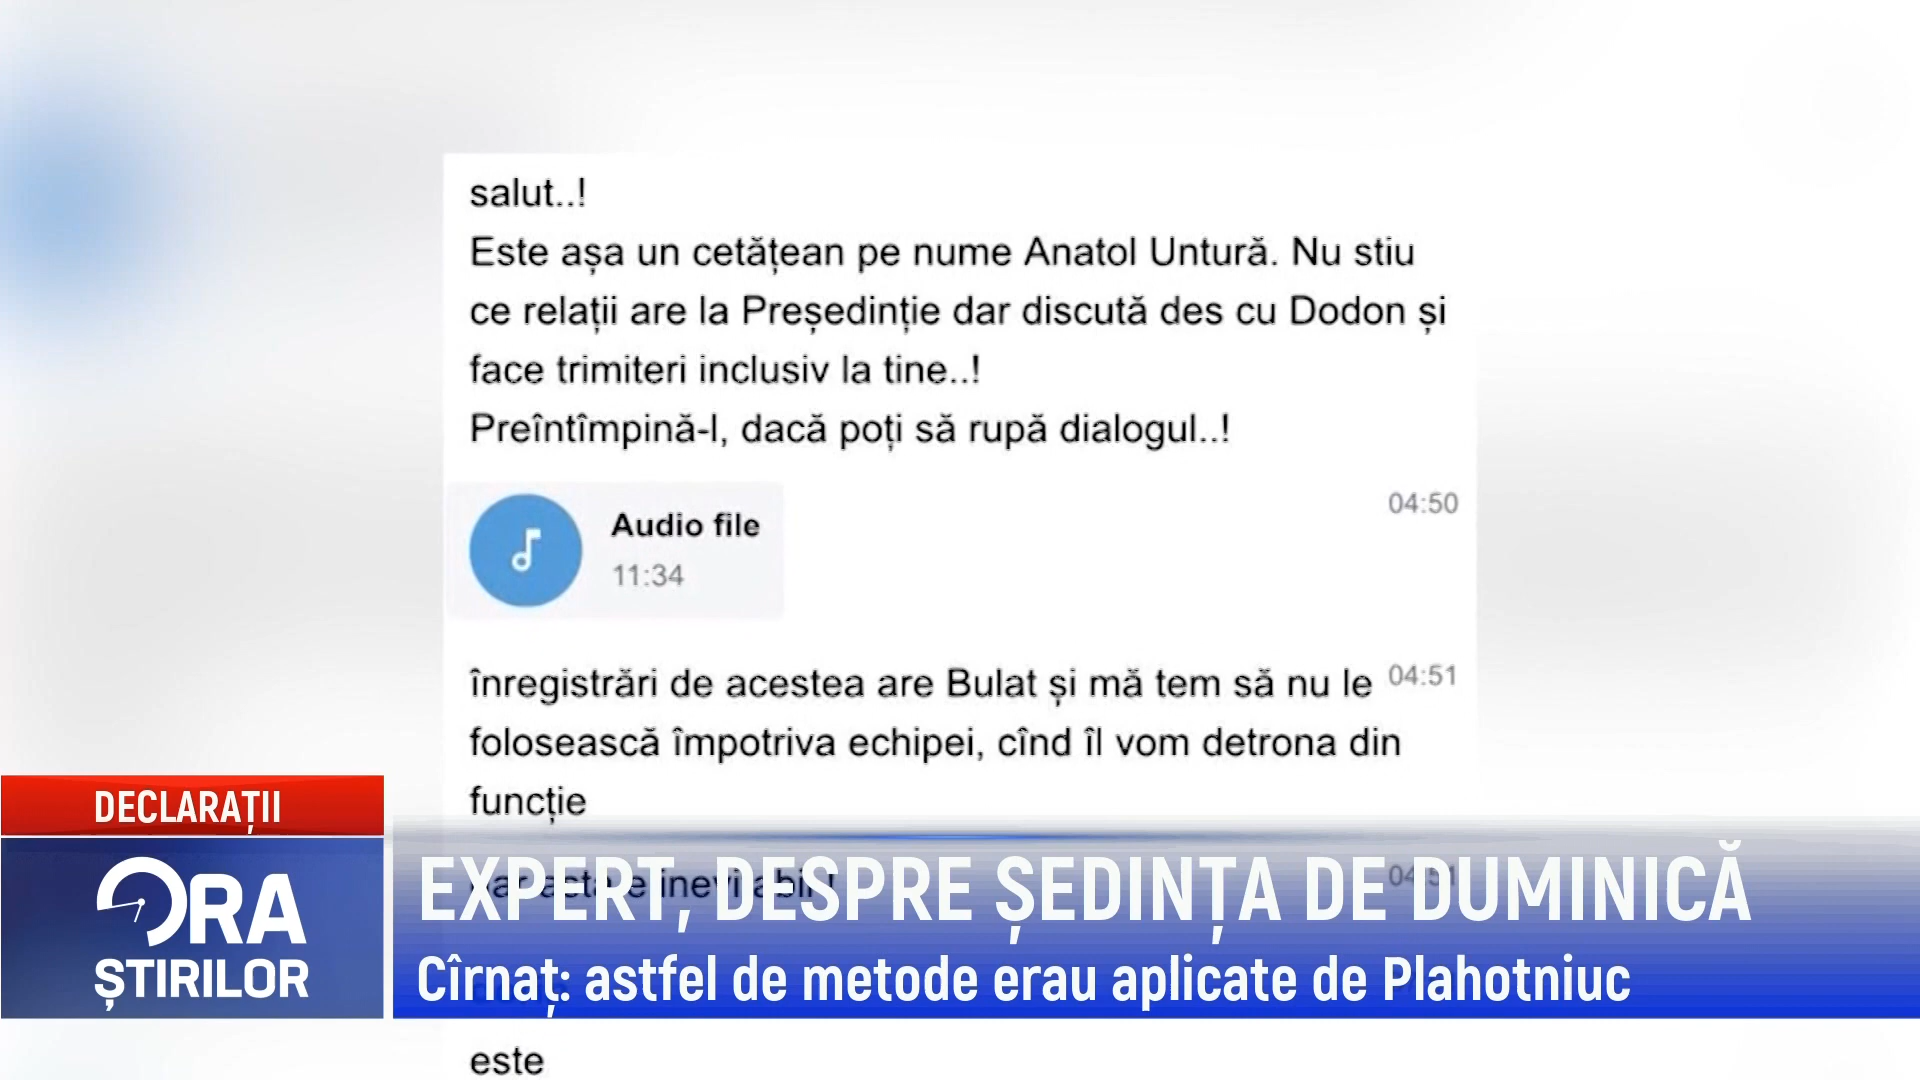 salut..!
Este așa un cetățean pe nume Anatol Untură. Nu stiu
ce relații are la Președinție dar discută des cu Dodon și
face trimiteri inclusiv la tine..!
Preîntîmpină-l, dacă poți să rupă dialogul..!
Audio file
04:50
11:34
înregistrări de acestea are Bulat și mă tem să nu le
04:51
folosească împotriva echipei, cînd îl vom detrona din
funcție
DECLARAȚII
ORA
ȘTIRILOR
EXPERT, DESPRE ȘEDINȚA DE DUMINICĂ
04:51
Cîrnaț: astfel de metode erau aplicate de Plahotniuc
este